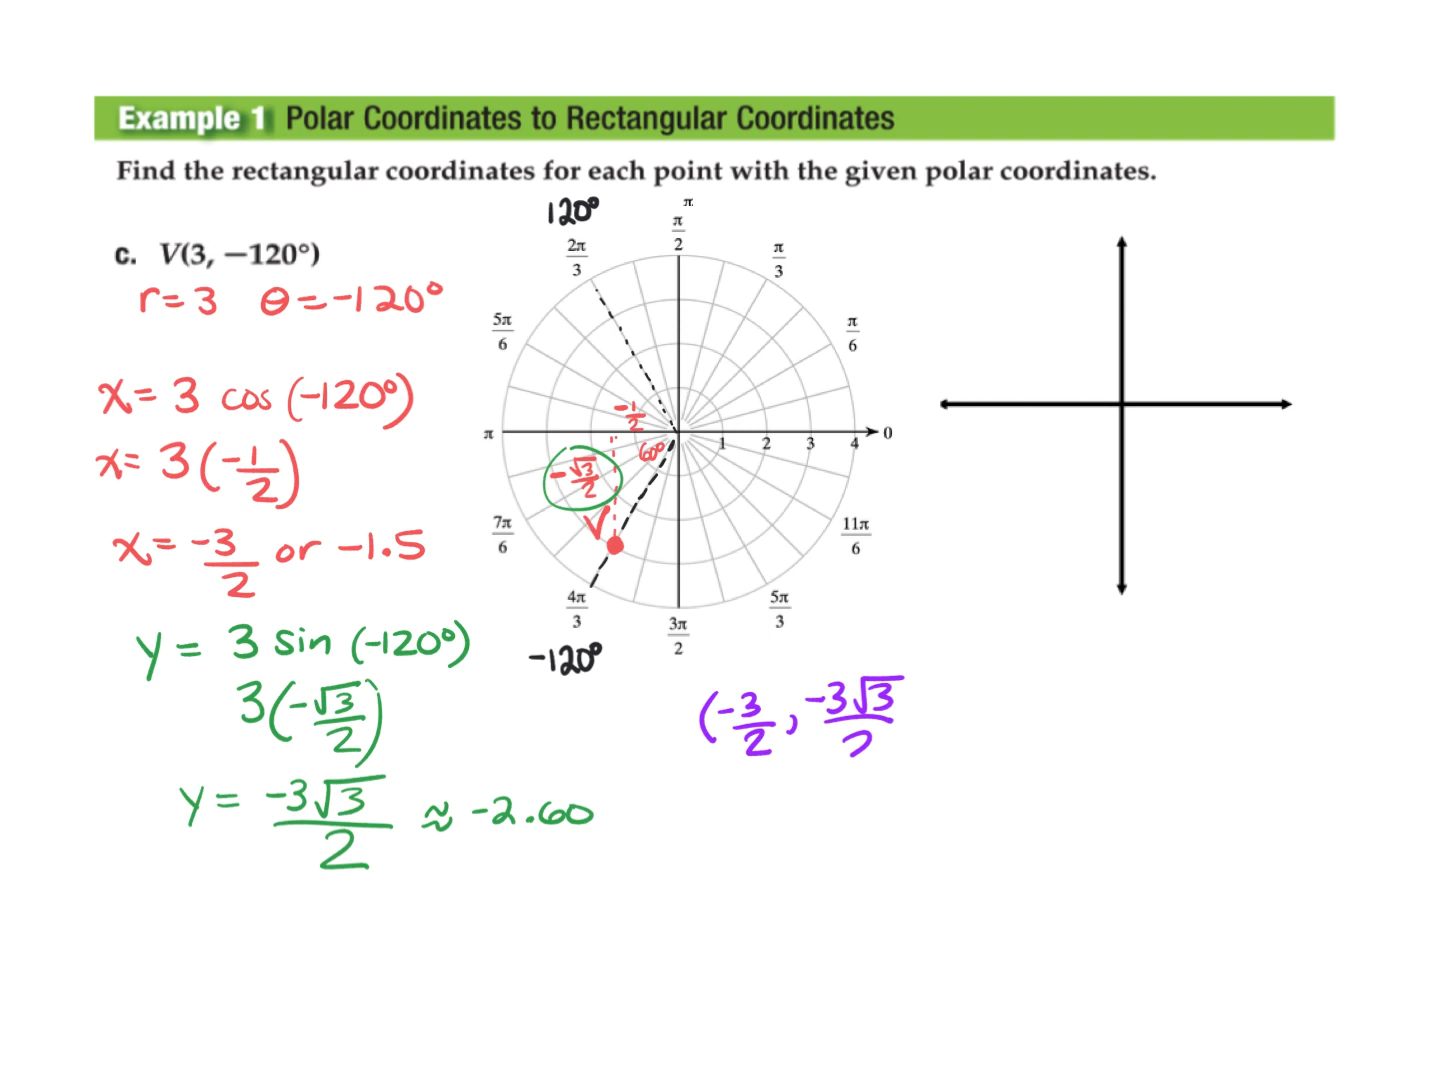 Example 1 Polar Coordinates to Rectangular Coordinates
Find the rectangular coordinates for each point with the given polar coordinates.
c. V(3, −120°)
r = 3 θ = -120°
x = 3 cos (-120°)
x = 3(-1/2)
x = -3/2 or -1.5
y = 3 sin (-120°)
3(-√3/2)
y = -3√3/2 ≈ -2.60
120°
π
π/2
2π/3
π/3
5π/6
π/6
-1/2
π
1 2 3 4
0
60°
-√3/2
V
7π/6
11π/6
4π/3
5π/3
3π/2
-120°
(-3/2, -3√3/2